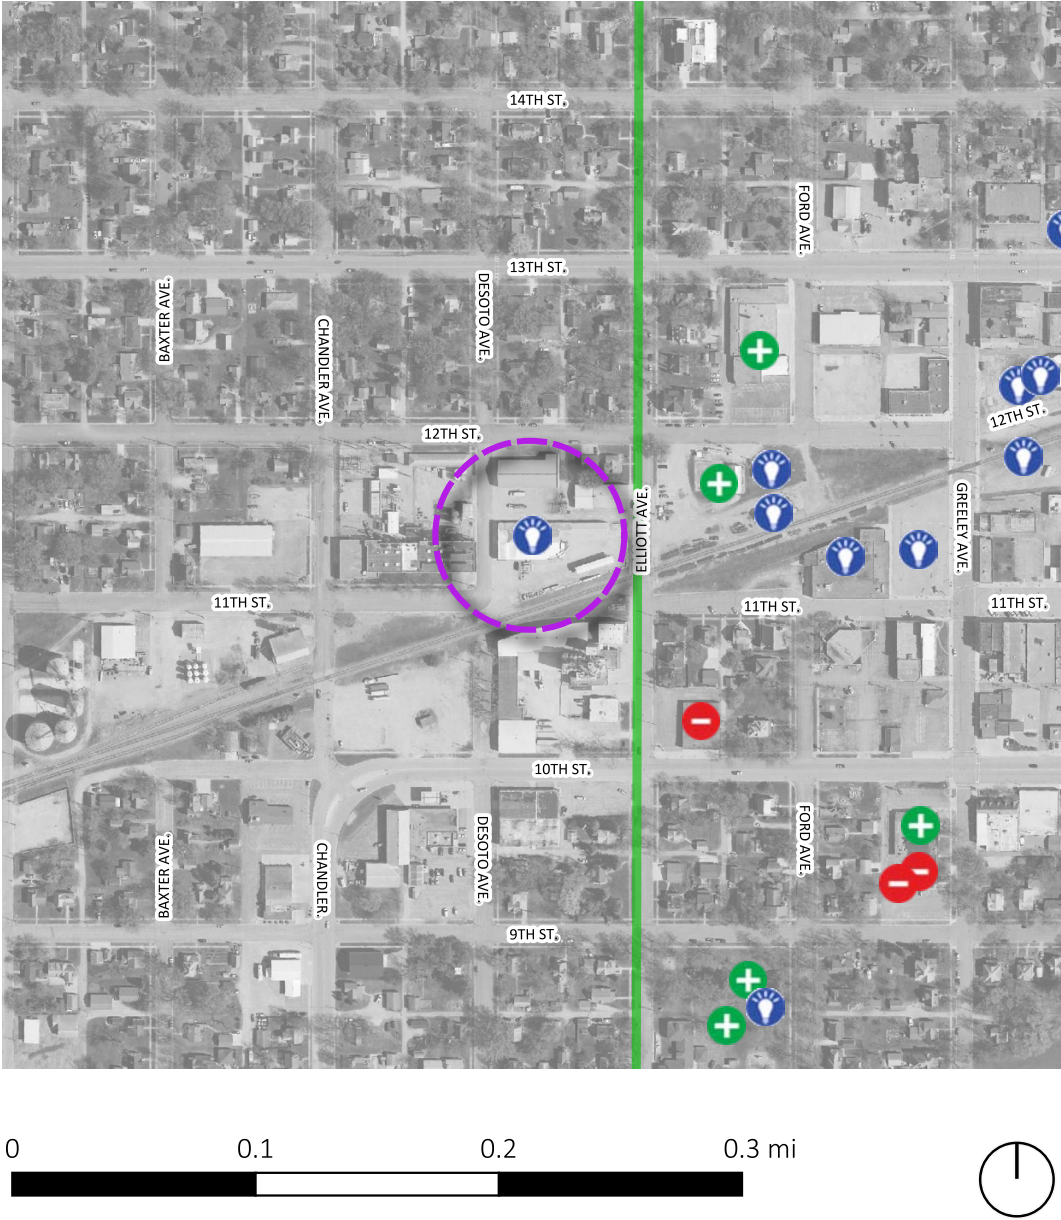 14TH ST.
FORD AVE.
13TH ST.
BAXTER AVE.
DESOTO AVE.
CHANDLER AVE.
12TH ST.
12TH ST.
ELLIOTT AVE.
GREELEY AVE.
11TH ST.
11TH ST.
11TH ST.
10TH ST.
BAXTER AVE.
CHANDLER.
DESOTO AVE.
FORD AVE.
9TH ST.
0 0.1 0.2 0.3 mi